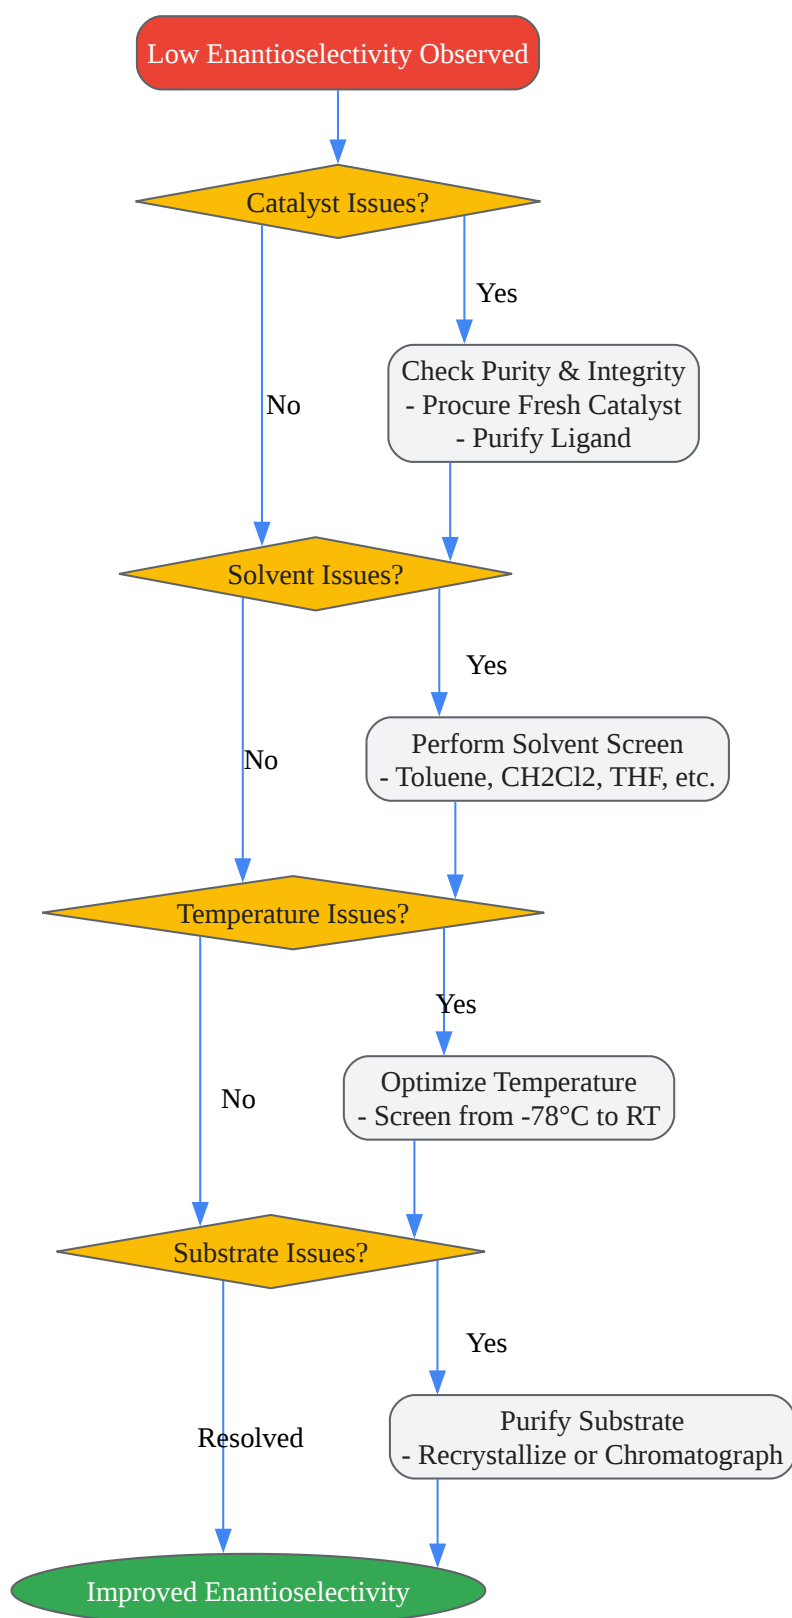 Low Enantioselectivity Observed
Catalyst Issues?
Yes
Check Purity & Integrity
- Procure Fresh Catalyst
- Purify Ligand
No
Solvent Issues?
Yes
Perform Solvent Screen
- Toluene, CH2Cl2, THF, etc.
No
Temperature Issues?
Yes
Optimize Temperature
- Screen from -78°C to RT
No
Substrate Issues?
Yes
Purify Substrate
- Recrystallize or Chromatograph
Resolved
Improved Enantioselectivity